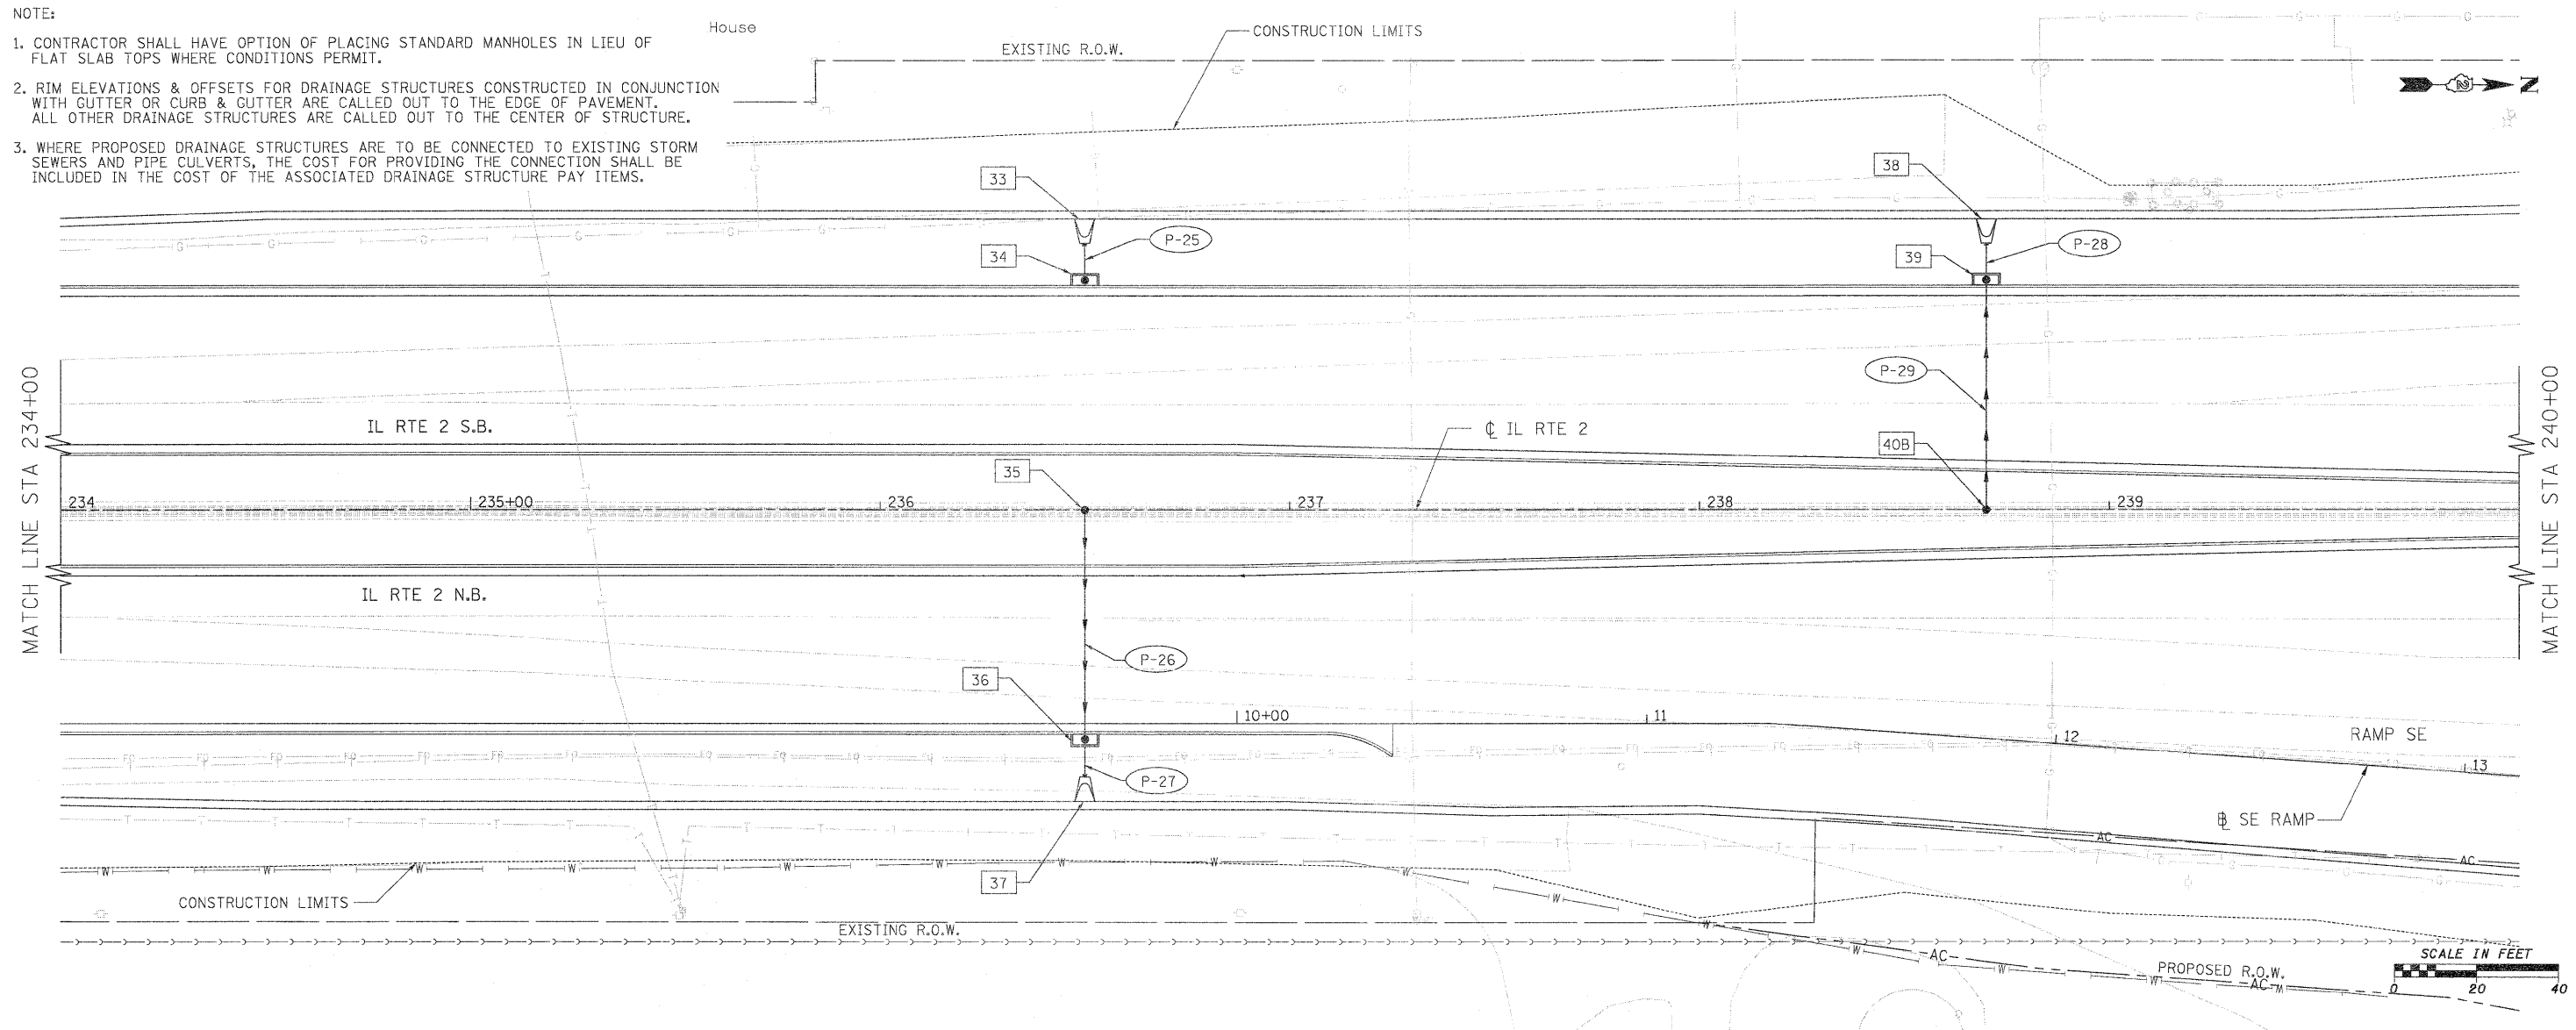 NOTE:
1. CONTRACTOR SHALL HAVE OPTION OF PLACING STANDARD MANHOLES IN LIEU OF
FLAT SLAB TOPS WHERE CONDITIONS PERMIT.
2. RIM ELEVATIONS & OFFSETS FOR DRAINAGE STRUCTURES CONSTRUCTED IN CONJUNCTION
WITH GUTTER OR CURB & GUTTER ARE CALLED OUT TO THE EDGE OF PAVEMENT.
ALL OTHER DRAINAGE STRUCTURES ARE CALLED OUT TO THE CENTER OF STRUCTURE.
3. WHERE PROPOSED DRAINAGE STRUCTURES ARE TO BE CONNECTED TO EXISTING STORM
SEWERS AND PIPE CULVERTS, THE COST FOR PROVIDING THE CONNECTION SHALL BE
INCLUDED IN THE COST OF THE ASSOCIATED DRAINAGE STRUCTURE PAY ITEMS.
House
EXISTING R.O.W.
CONSTRUCTION LIMITS
N
33
38
34
P-25
39
P-28
P-29
MATCH LINE STA 234+00
MATCH LINE STA 240+00
IL RTE 2 S.B.
℄ IL RTE 2
40B
35
234
235+00
236
237
238
239
IL RTE 2 N.B.
P-26
36
10+00
11
12
13
RAMP SE
P-27
SE RAMP
37
CONSTRUCTION LIMITS
EXISTING R.O.W.
AC
AC
AC
PROPOSED R.O.W.
AC
SCALE IN FEET
0 20 40